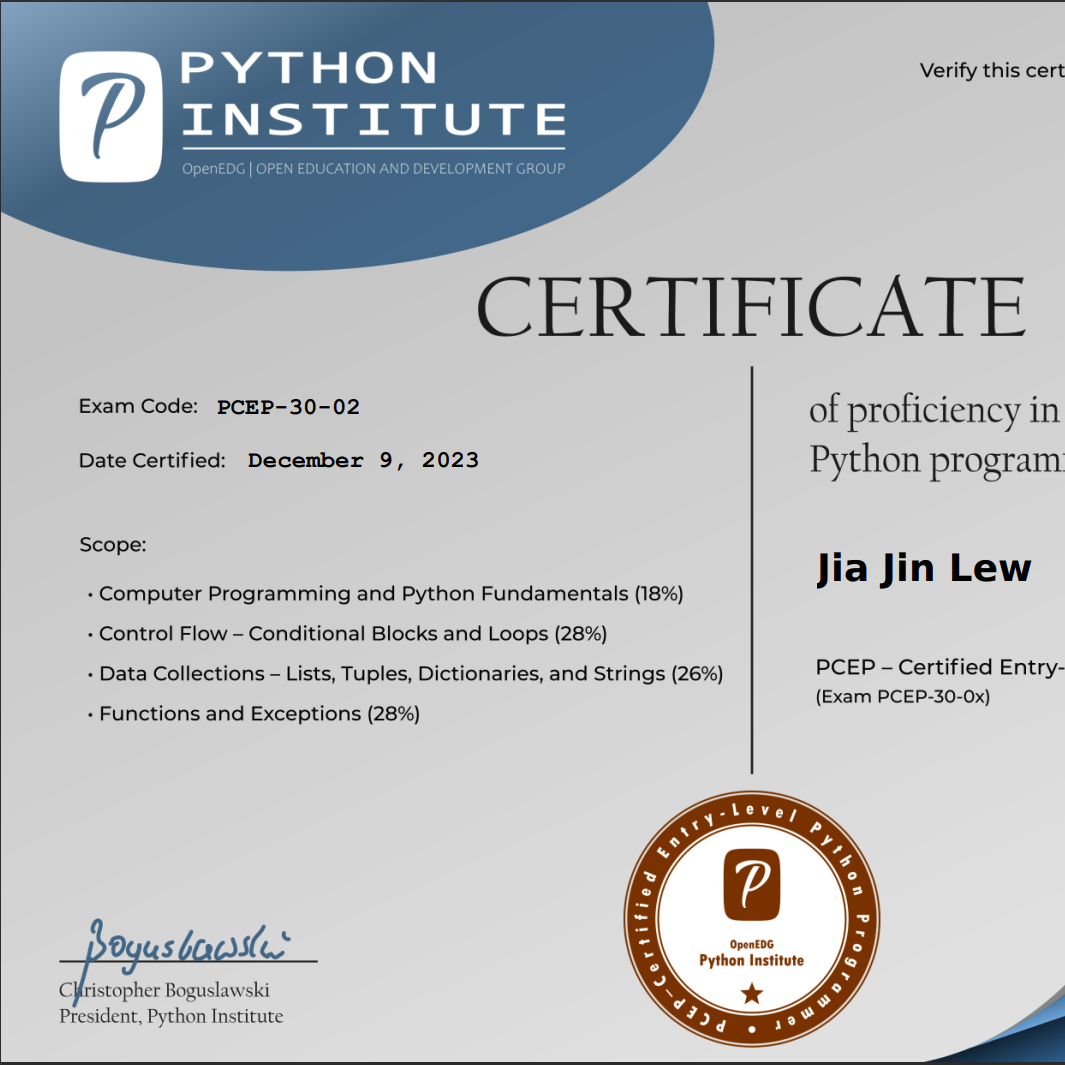 PYTHON
INSTITUTE
OpenEDG | OPEN EDUCATION AND DEVELOPMENT GROUP
Verify this cert
CERTIFICATE
Exam Code: PCEP-30-02
Date Certified: December 9, 2023
Scope:
• Computer Programming and Python Fundamentals (18%)
• Control Flow – Conditional Blocks and Loops (28%)
• Data Collections – Lists, Tuples, Dictionaries, and Strings (26%)
• Functions and Exceptions (28%)
of proficiency in
Python program
Jia Jin Lew
PCEP – Certified Entry-
(Exam PCEP-30-0x)
Boguslawski
Christopher Boguslawski
President, Python Institute
PCEP-Certified Entry-Level Python Programmer •
OpenEDG
Python Institute